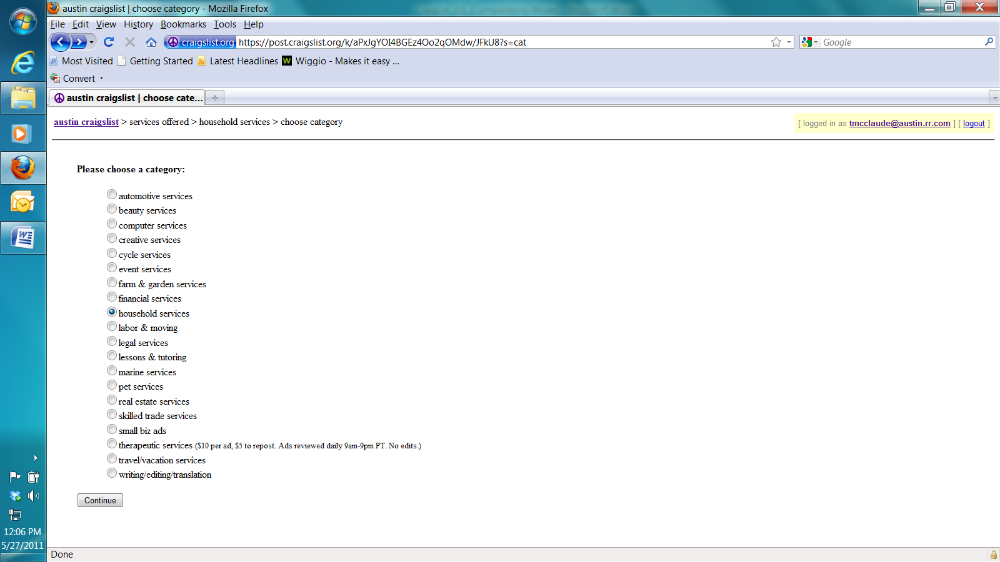 austin craigslist | choose category - Mozilla Firefox
File Edit View History Bookmarks Tools Help
craigslist.org https://post.craigslist.org/k/aPxJgYOI4BGEz4Oo2qOMdw/JFkU8?s=cat Google
Most Visited Getting Started Latest Headlines W Wiggio - Makes it easy ...
Convert
austin craigslist | choose cate...
austin craigslist > services offered > household services > choose category
[ logged in as tmcclaude@austin.rr.com ] [ logout ]
Please choose a category:
automotive services
beauty services
computer services
creative services
cycle services
event services
farm & garden services
financial services
household services
labor & moving
legal services
lessons & tutoring
marine services
pet services
real estate services
skilled trade services
small biz ads
therapeutic services ($10 per ad, $5 to repost. Ads reviewed daily 9am-9pm PT. No edits.)
travel/vacation services
writing/editing/translation
Continue
12:06 PM
5/27/2011
Done